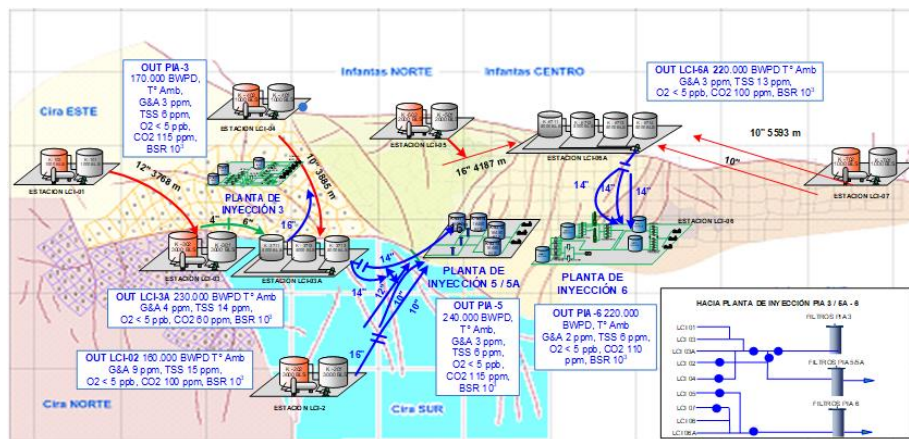 OUT PIA-3
170.000 BWPD,
Tº Amb,
G&A 3 ppm,
TSS 6 ppm,
O2 < 5 ppb,
CO2 115 ppm,
BSR 10³
Cira ESTE
Infantas NORTE
Infantas CENTRO
OUT LCI-6A 220.000 BWPD Tº Amb
G&A 3 ppm, TSS 13 ppm,
O2 < 5 ppb, CO2 100 ppm,
BSR 10³
ESTACION LCI-04
ESTACION LCI-05
ESTACION LCI-06A
10" 5593 m
10"
16" 4187 m
ESTACION LCI-01
12" 3768 m
10" 3885 m
ESTACION LCI-07
PLANTA DE
INYECCIÓN 3
4"
6"
16"
14"
14"
14"
ESTACION LCI-06
ESTACION LCI-03
ESTACION LCI-03A
14"
14"
12"
10"
10"
PLANTA DE
INYECCIÓN 5 / 5A
PLANTA DE
INYECCIÓN 6
OUT LCI-3A 230.000 BWPD Tº Amb
G&A 4 ppm, TSS 14 ppm,
O2 < 5 ppb, CO2 60 ppm, BSR 10³
OUT PIA-5
240.000 BWPD,
Tº Amb
G&A 3 ppm,
TSS 6 ppm,
O2 < 5 ppb,
CO2 115 ppm,
BSR 10³
OUT PIA-6 220.000
BWPD, Tº Amb
G&A 2 ppm, TSS 6 ppm,
O2 < 5 ppb, CO2 110
ppm, BSR 10³
OUT LCI-02 160.000 BWPD Tº Amb
G&A 9 ppm, TSS 15 ppm,
O2 < 5 ppb, CO2 100 ppm, BSR 10³
16"
ESTACION LCI-2
Cira NORTE
Cira SUR
HACIA PLANTA DE INYECCIÓN PIA 3 / 5A - 6
LCI 01
LCI 03
LCI 03A
LCI 02
LCI 04
LCI 05
LCI 07
LCI 06
LCI 06A
FILTROS PIA 3
FILTROS PIA 5/5A
FILTROS PIA 6